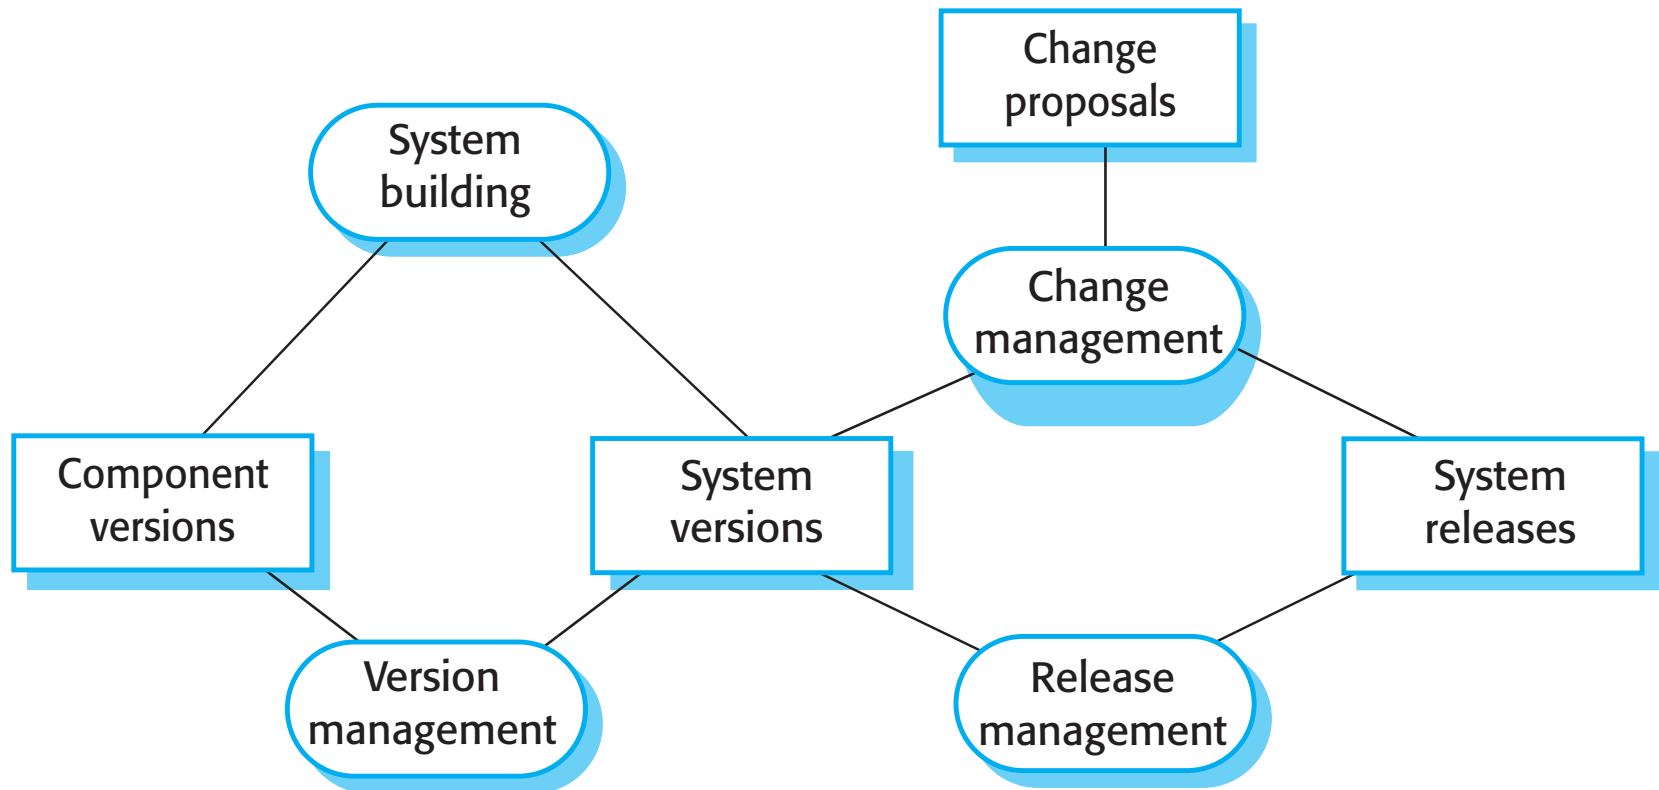 Change
proposals
System
building
Change
management
Component
versions
System
versions
System
releases
Version
management
Release
management